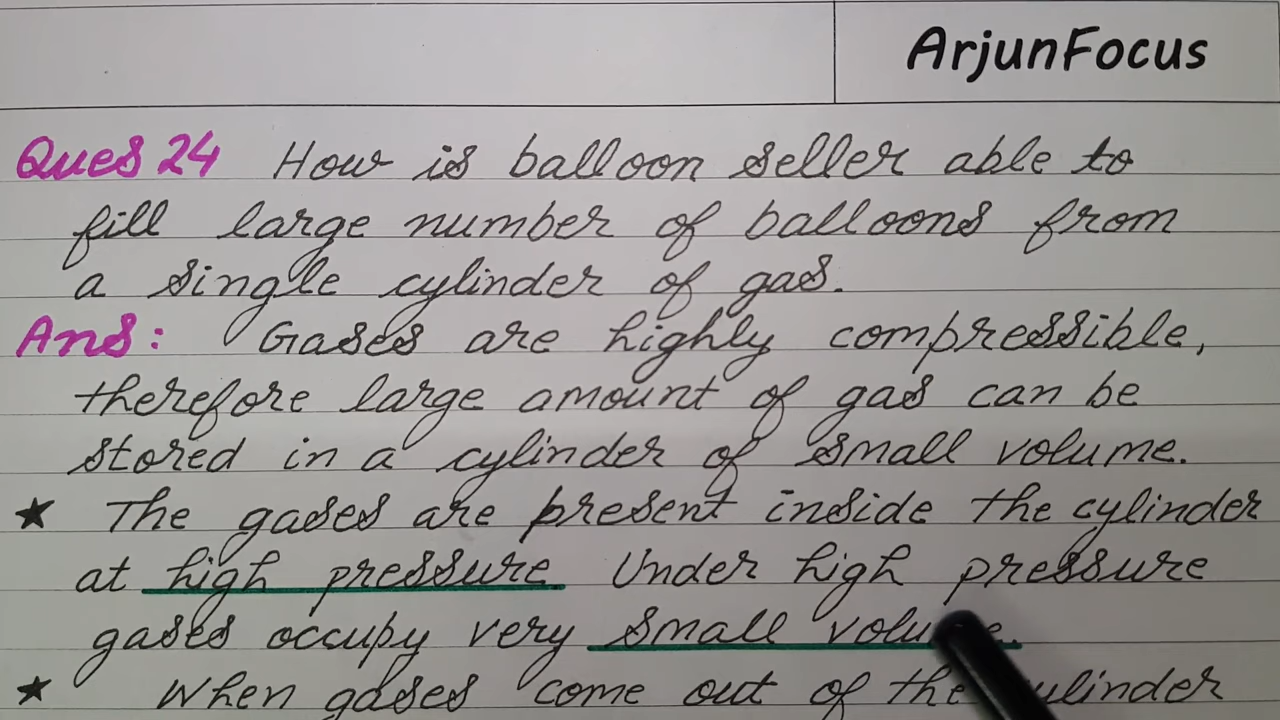 ArjunFocus
Ques 24 How is balloon seller able to
fill large number of balloons from
a single cylinder of gas.
Ans: Gases are highly compressible,
therefore large amount of gas can be
stored in a cylinder of small volume.
★ The gases are present inside the cylinder
at high pressure Under high pressure
gases occupy very small volume.
★ When gases come out of the cylinder